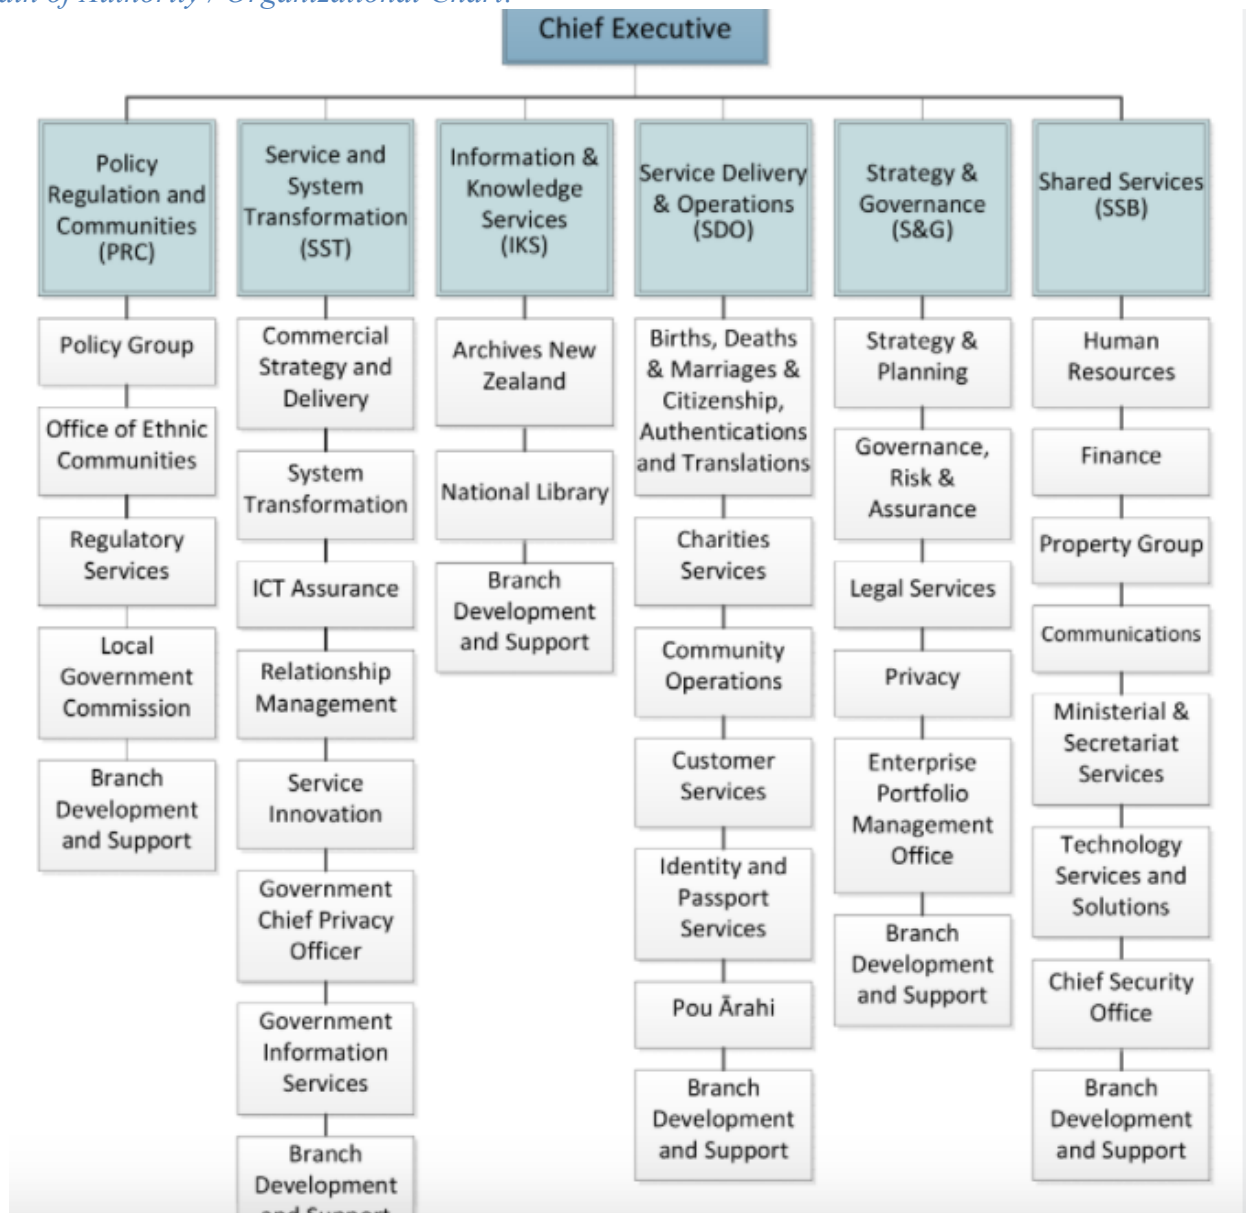 of Authority / Organizational Chart.
Chief Executive
Policy
Regulation and
Communities
(PRC)
Service and
System
Transformation
(SST)
Information &
Knowledge
Services
(IKS)
Service Delivery
& Operations
(SDO)
Strategy &
Governance
(S&G)
Shared Services
(SSB)
Policy Group
Office of Ethnic
Communities
Regulatory
Services
Local
Government
Commission
Branch
Development
and Support
Commercial
Strategy and
Delivery
System
Transformation
ICT Assurance
Relationship
Management
Service
Innovation
Government
Chief Privacy
Officer
Government
Information
Services
Branch
Development
and Support
Archives New
Zealand
National Library
Branch
Development
and Support
Births, Deaths
& Marriages &
Citizenship,
Authentications
and Translations
Charities
Services
Community
Operations
Customer
Services
Identity and
Passport
Services
Pou Ārahi
Branch
Development
and Support
Strategy &
Planning
Governance,
Risk &
Assurance
Legal Services
Privacy
Enterprise
Portfolio
Management
Office
Branch
Development
and Support
Human
Resources
Finance
Property Group
Communications
Ministerial &
Secretariat
Services
Technology
Services and
Solutions
Chief Security
Office
Branch
Development
and Support